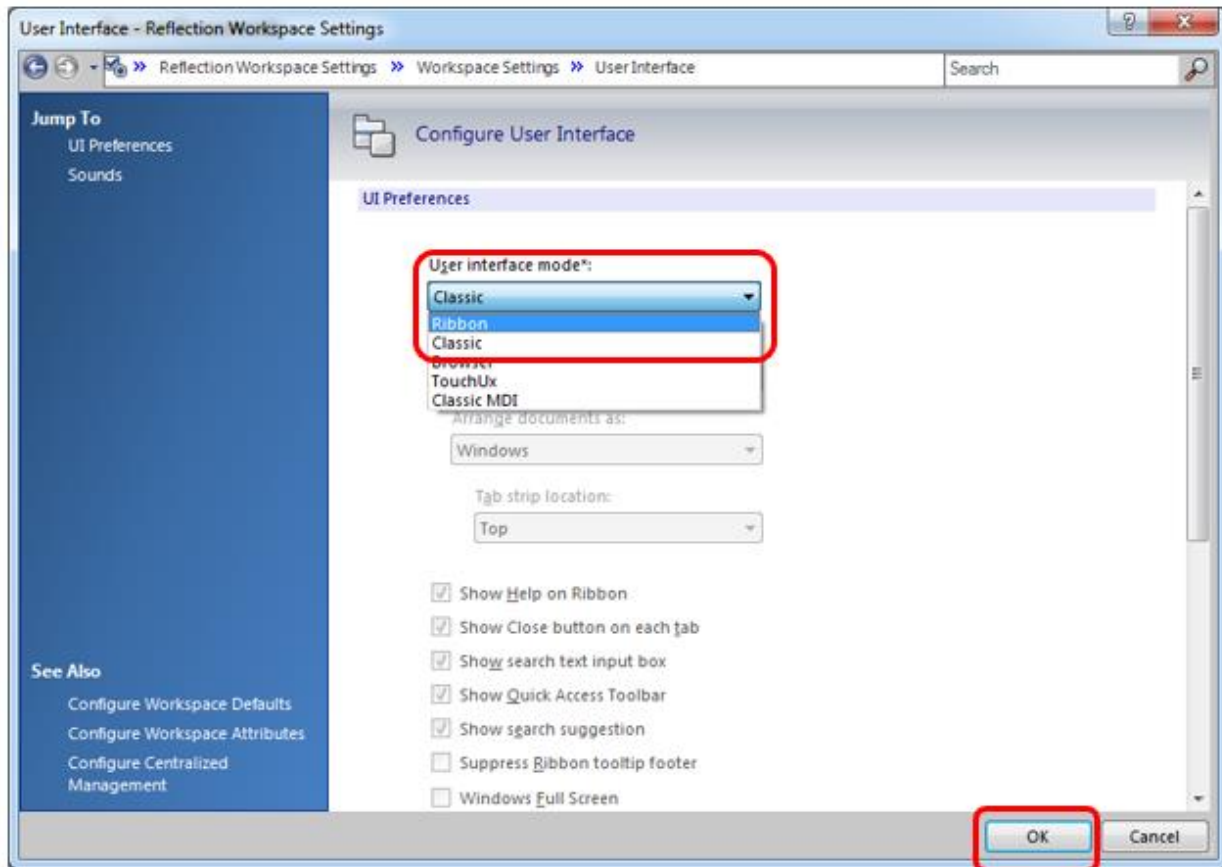 User Interface - Reflection Workspace Settings
Reflection Workspace Settings » Workspace Settings » User Interface
Search
Jump To
UI Preferences
Sounds
Configure User Interface
UI Preferences
User interface mode*:
Classic
Ribbon
Classic
Browser
TouchUx
Classic MDI
Arrange documents as:
Windows
Tab strip location:
Top
Show Help on Ribbon
Show Close button on each tab
Show search text input box
Show Quick Access Toolbar
Show search suggestion
Suppress Ribbon tooltip footer
Windows Full Screen
See Also
Configure Workspace Defaults
Configure Workspace Attributes
Configure Centralized
Management
OK
Cancel